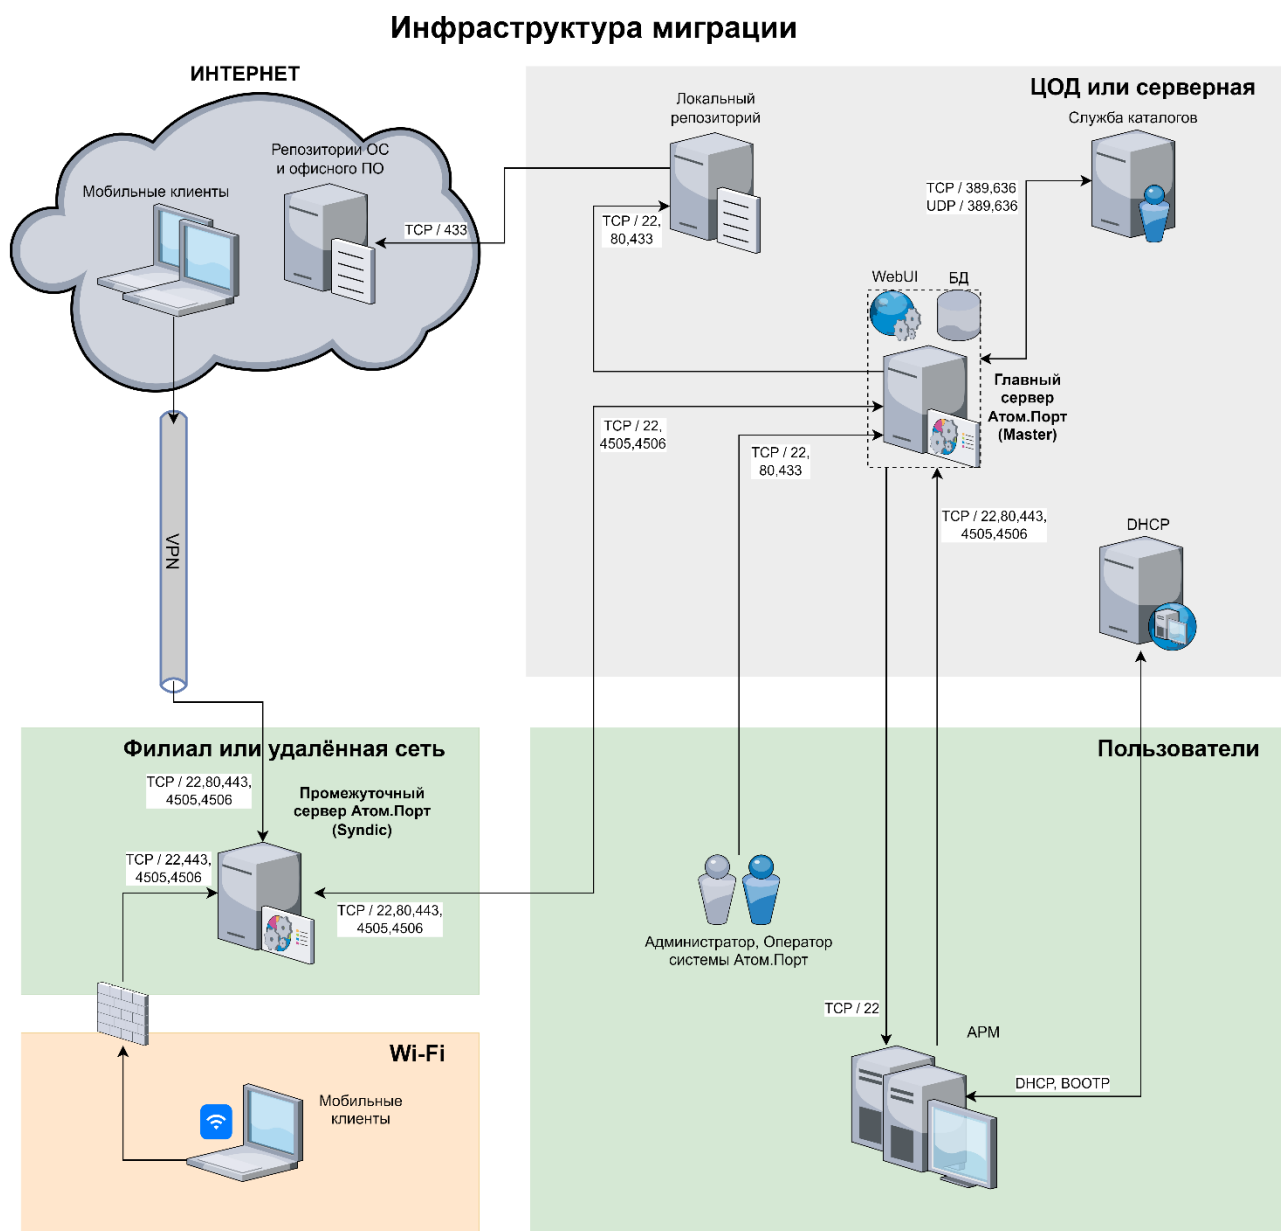 Инфраструктура миграции
ИНТЕРНЕТ
Репозитории ОС
и офисного ПО
Мобильные клиенты
TCP / 433
VPN
ЦОД или серверная
Локальный
репозиторий
Служба каталогов
TCP / 389,636
UDP / 389,636
TCP / 22,
80,433
WebUI
БД
Главный
сервер
Атом.Порт
(Master)
TCP / 22,
4505,4506
TCP / 22,
80,433
TCP / 22,80,443,
4505,4506
DHCP
Филиал или удалённая сеть
TCP / 22,80,443,
4505,4506
Промежуточный
сервер Атом.Порт
(Syndic)
TCP / 22,443,
4505,4506
TCP / 22,80,443,
4505,4506
Wi-Fi
Мобильные
клиенты
Пользователи
Администратор, Оператор
системы Атом.Порт
TCP / 22
АРМ
DHCP, BOOTP